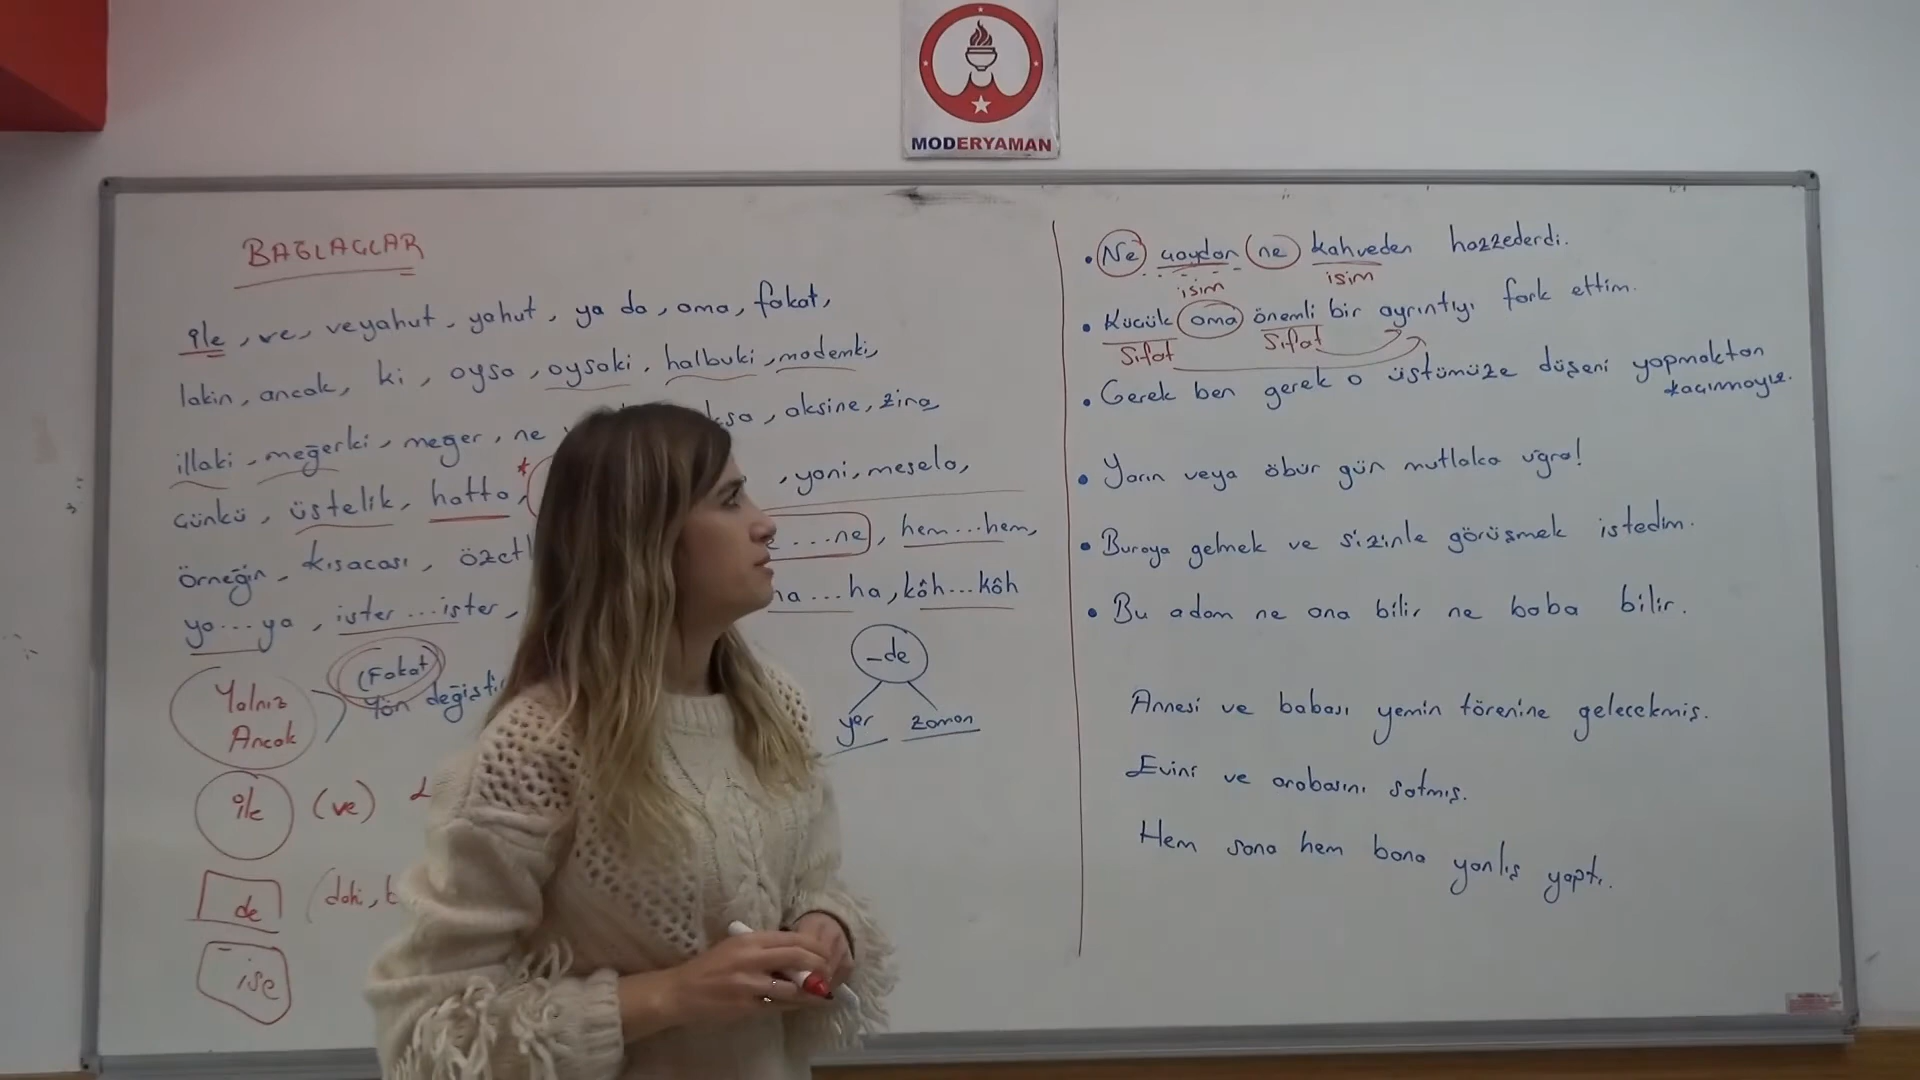 MODERYAMAN
BAĞLAÇLAR
ile, ve, veyahut, yahut, ya da, ama, fakat,
lakin, ancak, ki, oysa, oysaki, halbuki, mademki,
illaki, meğerki, meğer, ne
aksine, zira
çünkü, üstelik, hatta,
, yani, mesela,
örneğin, kısacası,
...ne, hem...hem,
ya...ya, ister...ister,
ha...ha, kâh...kâh
Yalnız
Ancak
(Fakat)
Yön
ile (ve)
de (dahi,
ise
-de
yer zaman
• Ne çaydan ne kahveden hazzederdi.
isim isim
• Küçük ama önemli bir ayrıntıyı fark ettim.
Sıfat Sıfat
• Gerek ben gerek o üstümüze düşeni yapmaktan
kaçınmayız.
• Yarın veya öbür gün mutlaka uğra!
• Buraya gelmek ve sizinle görüşmek istedim.
• Bu adam ne ana bilir ne baba bilir.
Annesi ve babası yemin törenine gelecekmiş.
Evini ve arabasını satmış.
Hem sana hem bana yanlış yaptı.